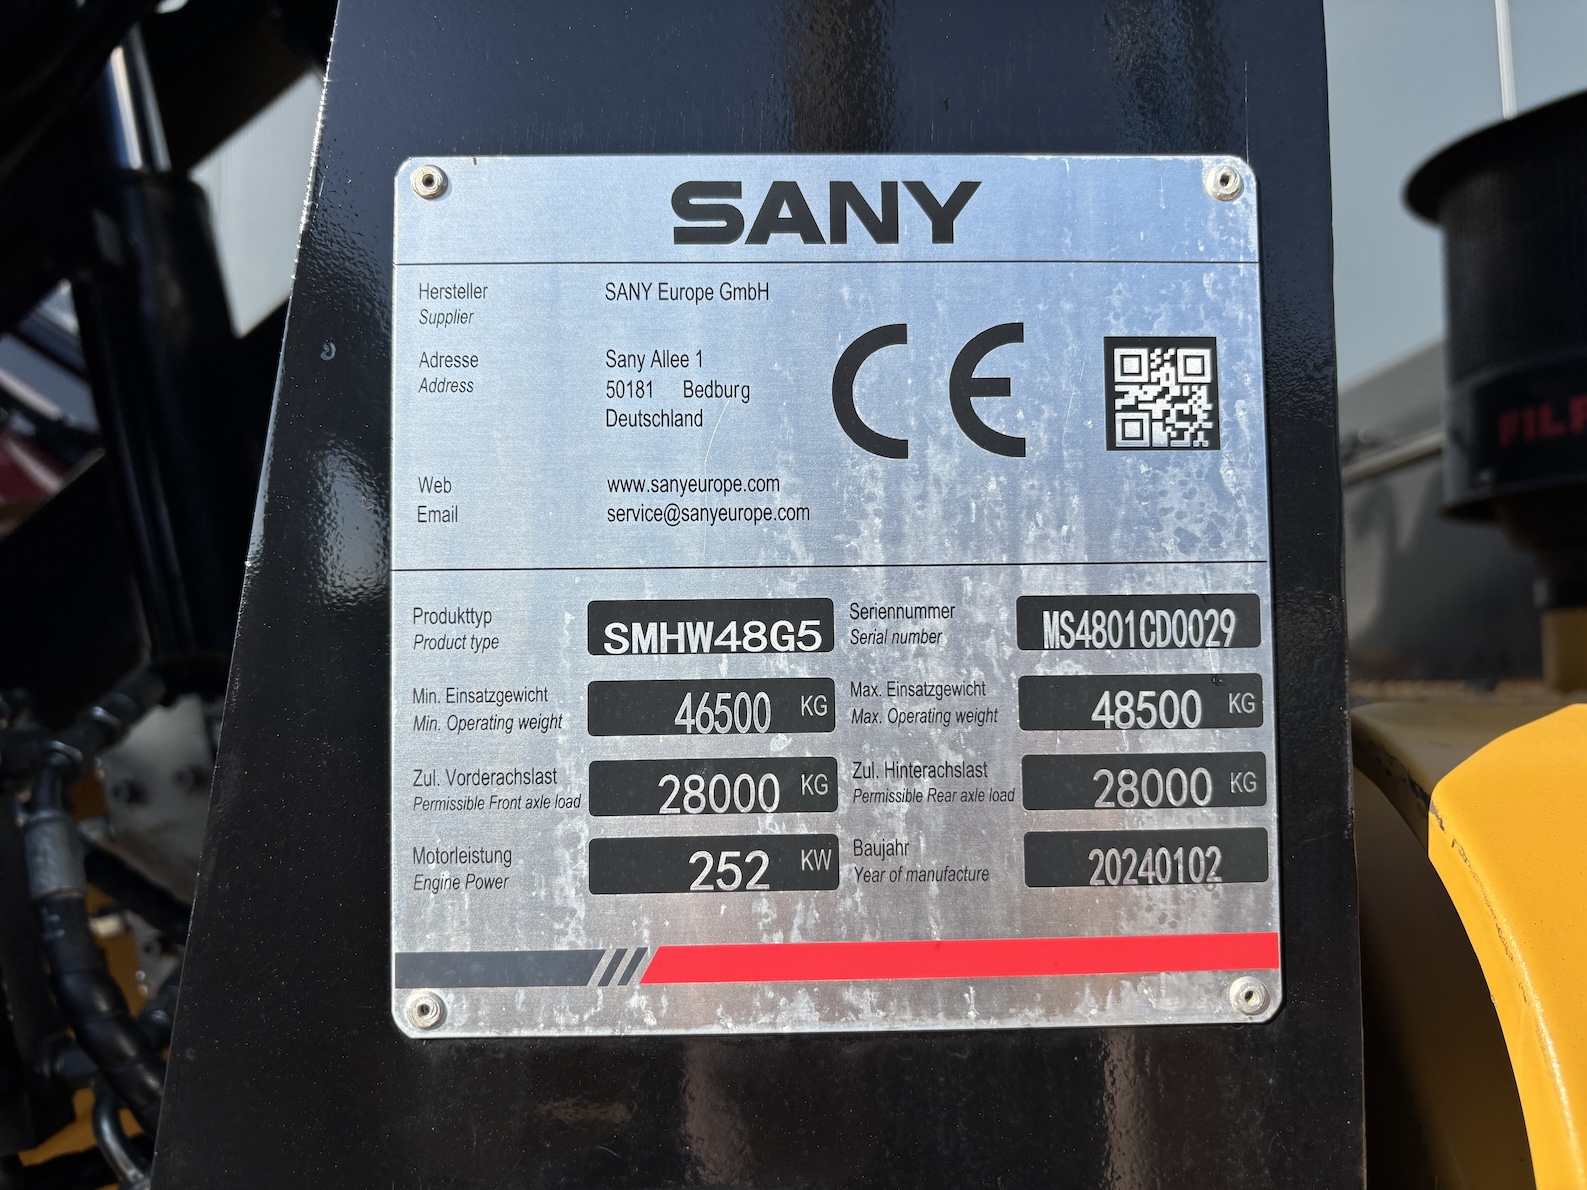 SANY
Hersteller SANY Europe GmbH
Supplier
Adresse Sany Allee 1
Address 50181 Bedburg
Deutschland
CE
Web www.sanyeurope.com
Email service@sanyeurope.com
Produkttyp SMHW48G5 Seriennummer MS4801CD0029
Product type Serial number
Min. Einsatzgewicht 46500 KG Max. Einsatzgewicht 48500 KG
Min. Operating weight Max. Operating weight
Zul. Vorderachslast 28000 KG Zul. Hinterachslast 28000 KG
Permissible Front axle load Permissible Rear axle load
Motorleistung 252 KW Baujahr 20240102
Engine Power Year of manufacture